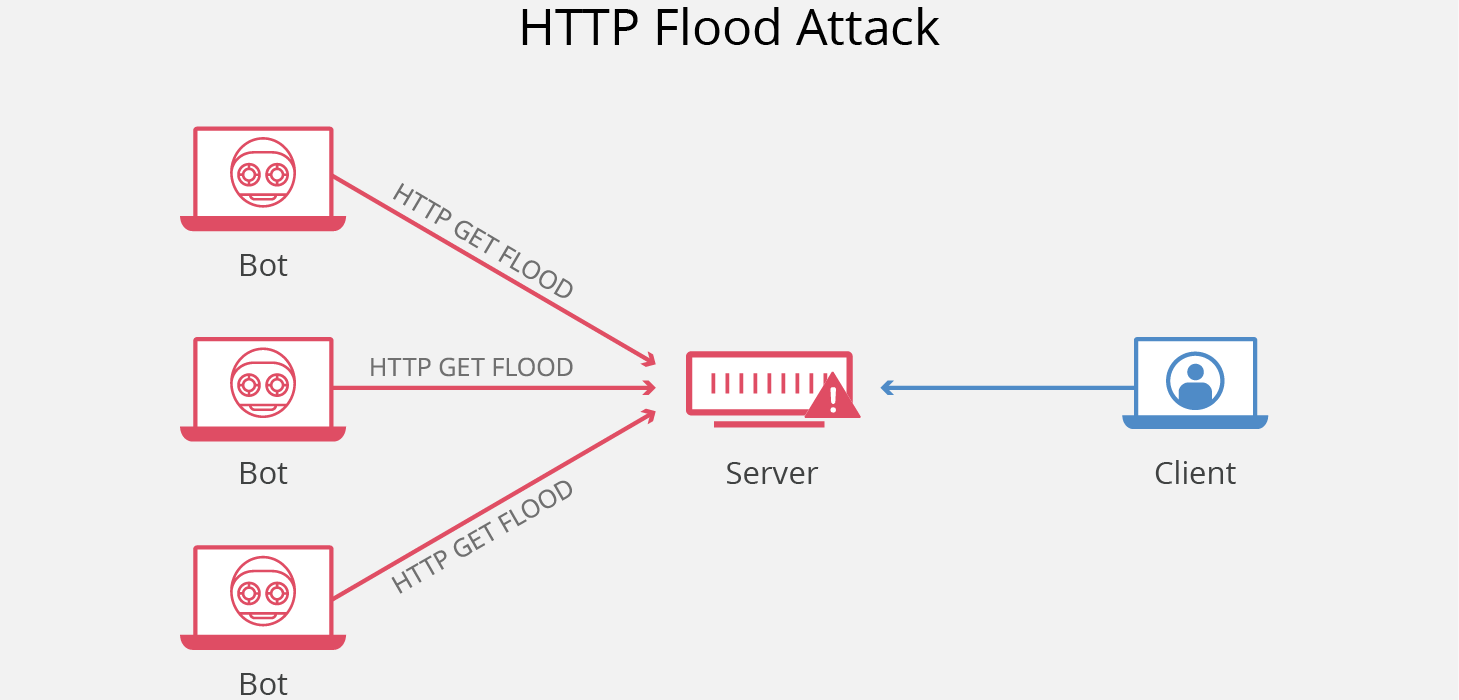 HTTP Flood Attack
HTTP GET FLOOD
Bot
HTTP GET FLOOD
Bot
Server
Client
HTTP GET FLOOD
Bot